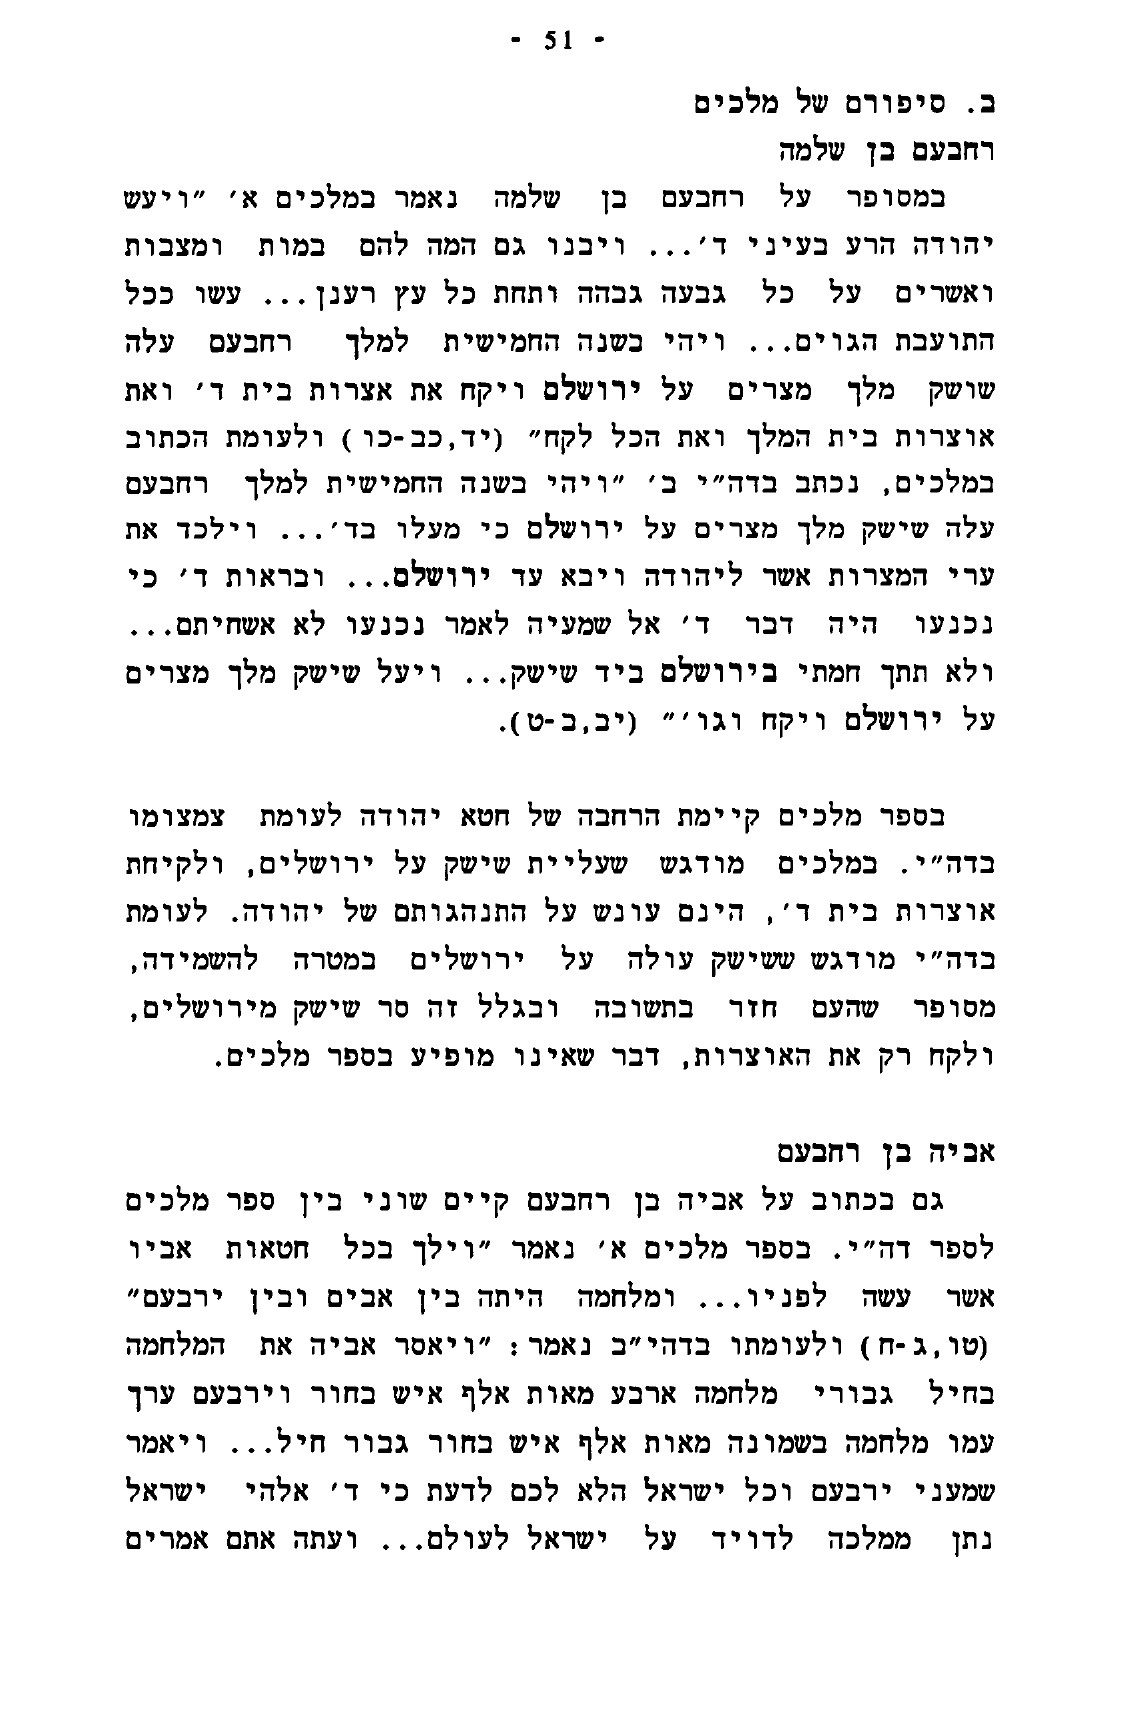 - 51 -
ב. סיפורם של מלכים
רחבעם בן שלמה
במסופר על רחבעם בן שלמה נאמר במלכים א' "ויעש
יהודה הרע בעיני ד'... ויבנו גם המה להם במות ומצבות
ואשרים על כל גבעה גבהה ותחת כל עץ רענן... עשו ככל
התועבת הגוים... ויהי בשנה החמישית למלך רחבעם עלה
שושק מלך מצרים על ירושלם ויקח את אצרות בית ד' ואת
אוצרות בית המלך ואת הכל לקח" (יד,כב-כו) ולעומת הכתוב
במלכים, נכתב בדה"י ב' "ויהי בשנה החמישית למלך רחבעם
עלה שישק מלך מצרים על ירושלם כי מעלו בד'... וילכד את
ערי המצרות אשר ליהודה ויבא עד ירושלם... ובראות ד' כי
נכנעו היה דבר ד' אל שמעיה לאמר נכנעו לא אשחיתם...
ולא תתך חמתי בירושלם ביד שישק... ויעל שישק מלך מצרים
על ירושלם ויקח וגו'" (יב,ב-ט).
בספר מלכים קיימת הרחבה של חטא יהודה לעומת צמצומו
בדה"י. במלכים מודגש שעליית שישק על ירושלים, ולקיחת
אוצרות בית ד', הינם עונש על התנהגותם של יהודה. לעומת
בדה"י מודגש ששישק עולה על ירושלים במטרה להשמידה,
מסופר שהעם חזר בתשובה ובגלל זה סר שישק מירושלים,
ולקח רק את האוצרות, דבר שאינו מופיע בספר מלכים.
אביה בן רחבעם
גם בכתוב על אביה בן רחבעם קיים שוני בין ספר מלכים
לספר דה"י. בספר מלכים א' נאמר "וילך בכל חטאות אביו
אשר עשה לפניו... ומלחמה היתה בין אבים ובין ירבעם"
(טו,ג-ח) ולעומתו בדהי"ב נאמר: "ויאסר אביה את המלחמה
בחיל גבורי מלחמה ארבע מאות אלף איש בחור וירבעם ערך
עמו מלחמה בשמונה מאות אלף איש בחור גבור חיל... ויאמר
שמעני ירבעם וכל ישראל הלא לכם לדעת כי ד' אלהי ישראל
נתן ממלכה לדויד על ישראל לעולם... ועתה אתם אמרים